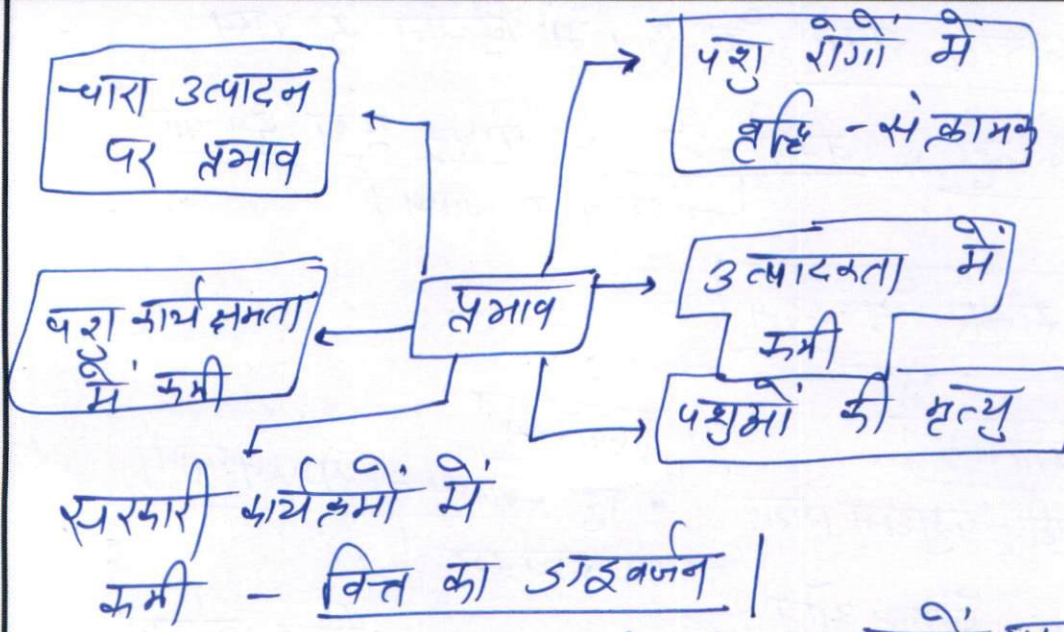 चारा उत्पादन
पर प्रभाव
पशु रोगों में
वृद्धि - संक्रामक
पशु कार्यक्षमता
में कमी
प्रभाव
उत्पादकता में
कमी
पशुओं की मृत्यु
सरकारी कार्यक्रमों में
कमी - वित्त का डाइवर्जन |